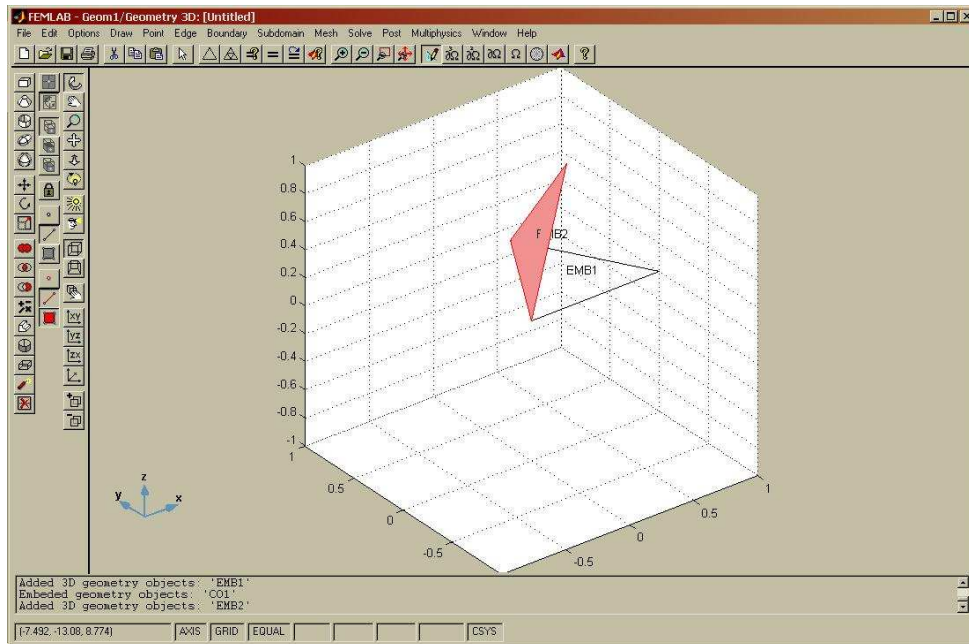 FEMLAB - Geom1/Geometry 3D: [Untitled]
File Edit Options Draw Point Edge Boundary Subdomain Mesh Solve Post Multiphysics Window Help
∂Ω ∂Ω ∂Ω Ω
1
0.8
0.6
0.4
0.2
0
-0.2
-0.4
-0.6
-0.8
-1
1
0.5
0
-0.5
-0.5
0
0.5
1
EMB1
xy
yz
zx
z
y
x
Added 3D geometry objects: 'EMB1'
Embeded geometry objects: 'CO1'
Added 3D geometry objects: 'EMB2'
(-7.492, -13.08, 8.774) AXIS GRID EQUAL CSYS